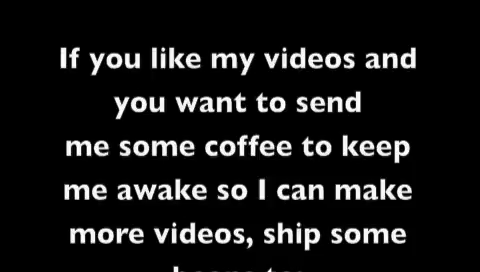 If you like my videos and
you want to send
me some coffee to keep
me awake so I can make
more videos, ship some